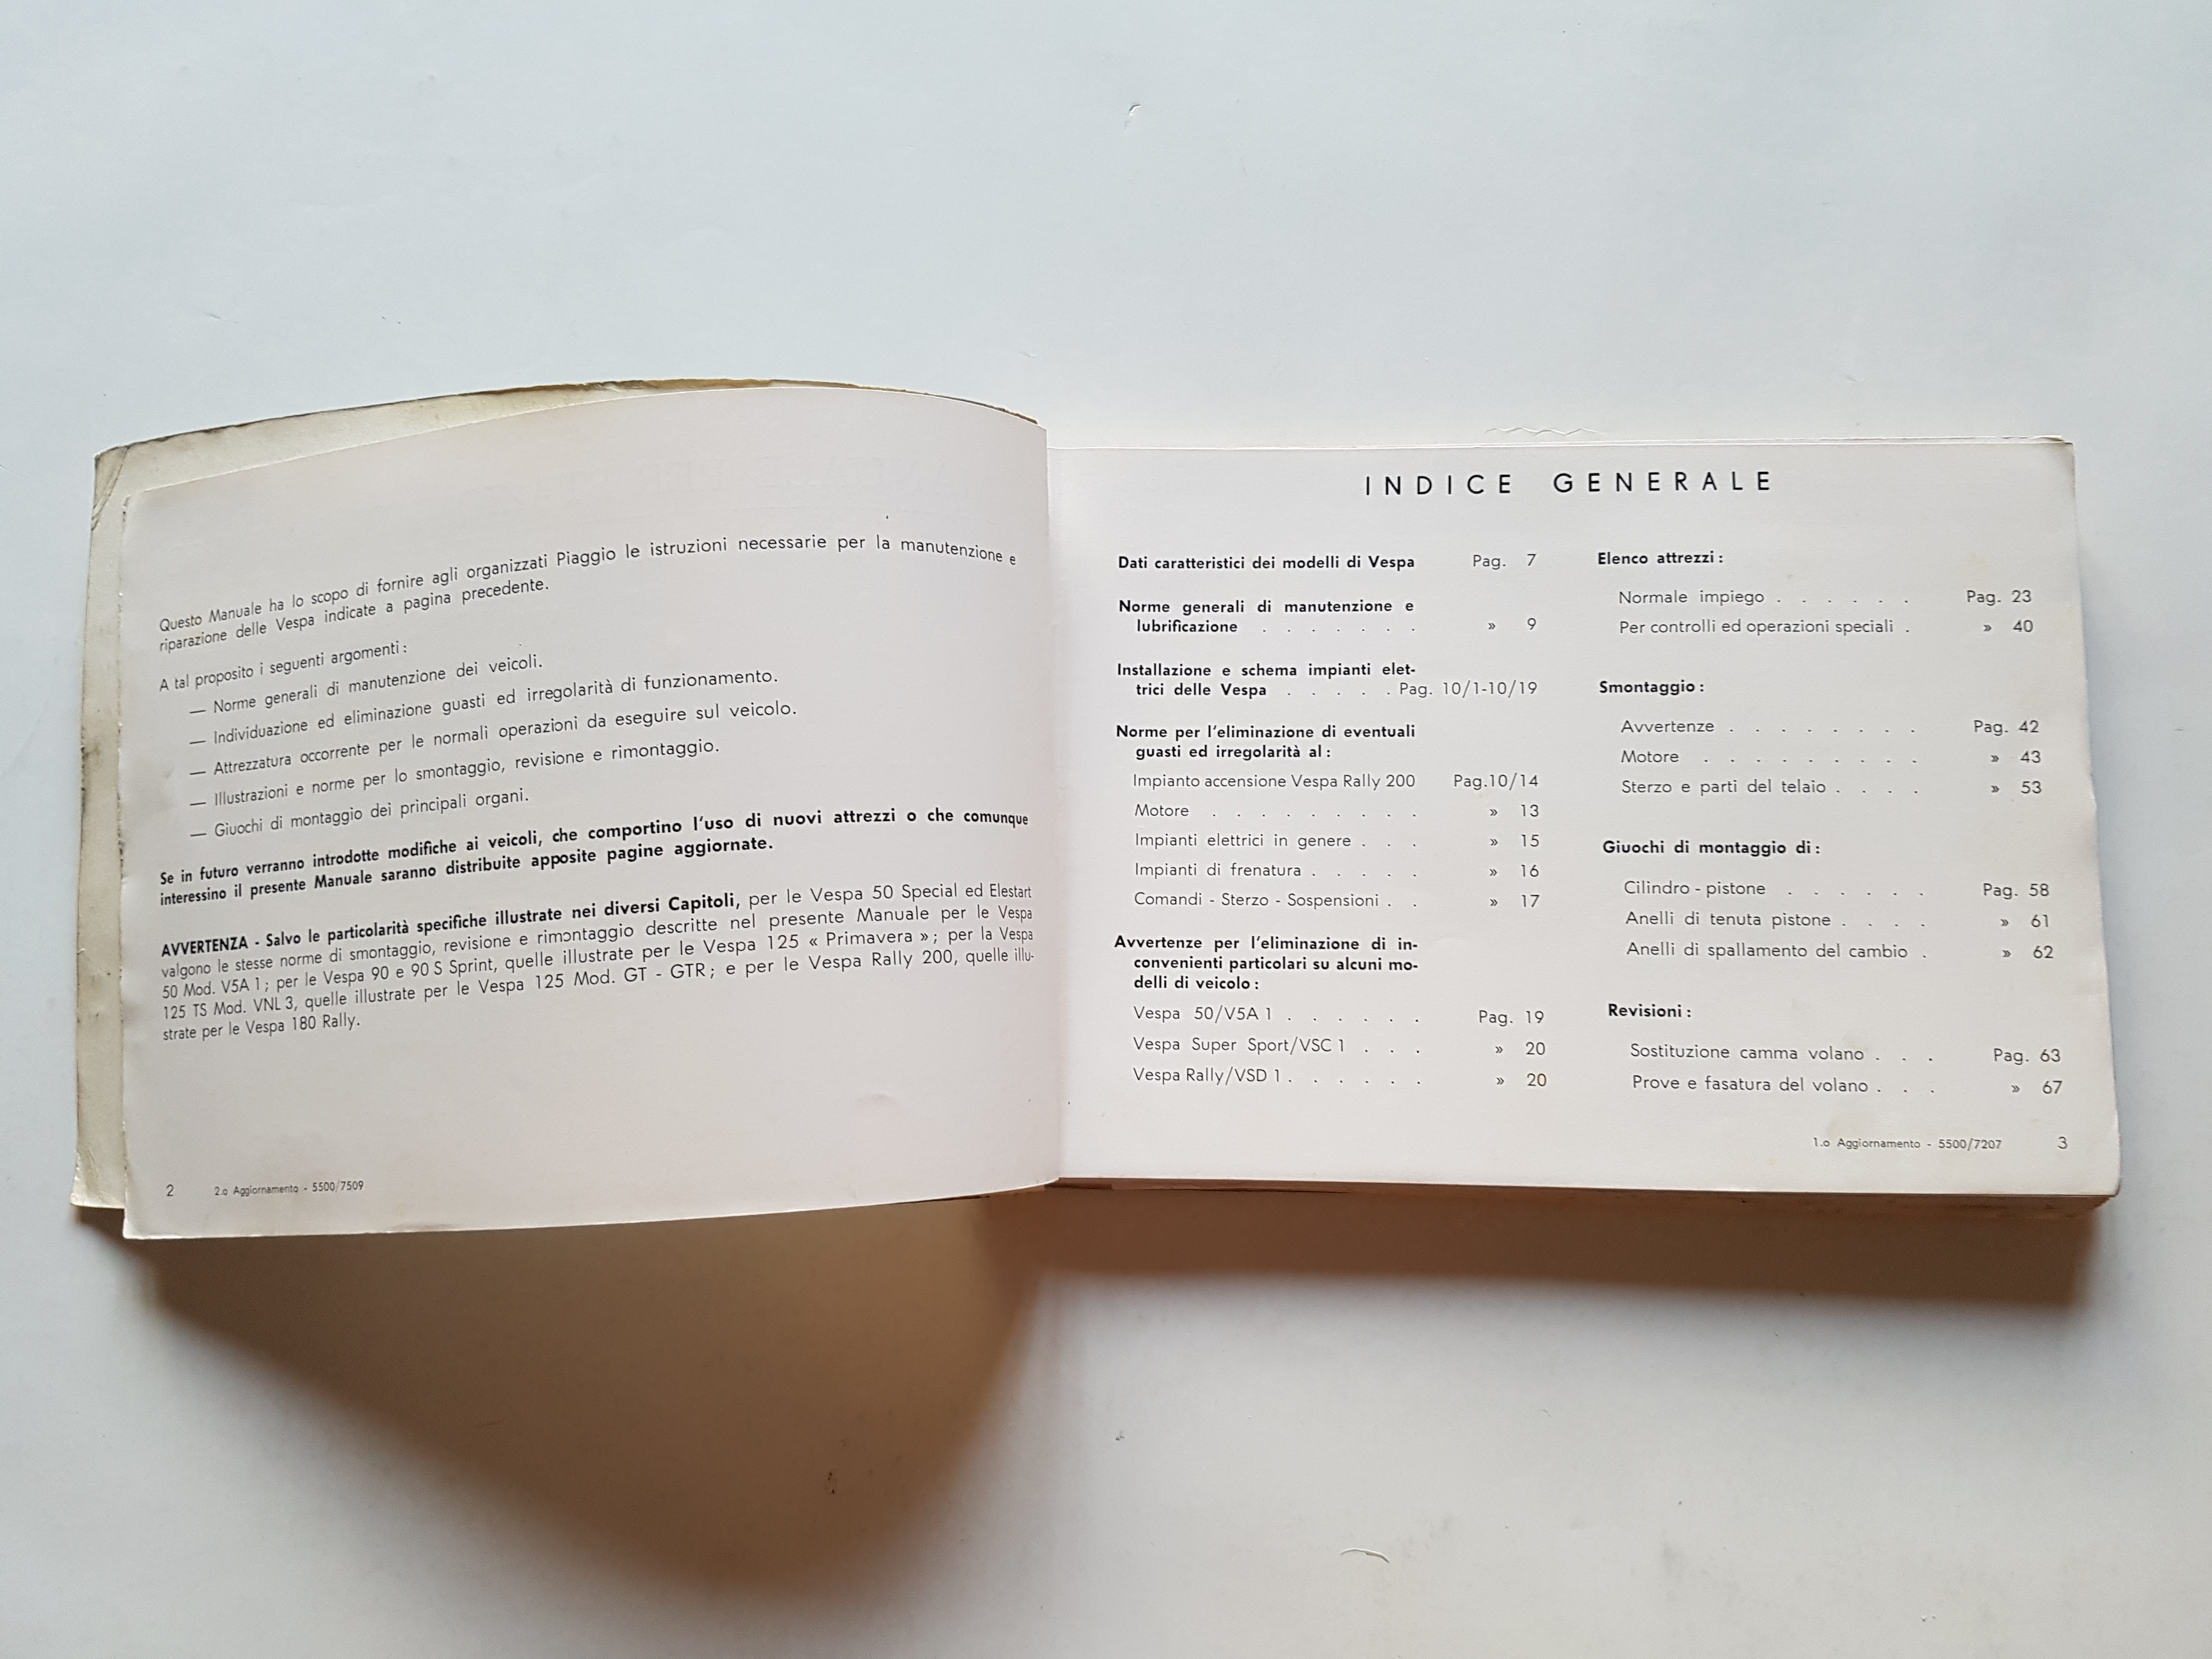 Questo Manuale ha lo scopo di fornire agli organizzati Piaggio le istruzioni necessarie per la manutenzione e
riparazione delle Vespa indicate a pagina precedente.
A tal proposito i seguenti argomenti:
— Norme generali di manutenzione dei veicoli.
— Individuazione ed eliminazione guasti ed irregolarità di funzionamento.
— Attrezzatura occorrente per le normali operazioni da eseguire sul veicolo.
— Illustrazioni e norme per lo smontaggio, revisione e rimontaggio.
— Giuochi di montaggio dei principali organi.
Se in futuro verranno introdotte modifiche ai veicoli, che comportino l'uso di nuovi attrezzi o che comunque
interessino il presente Manuale saranno distribuite apposite pagine aggiornate.
AVVERTENZA - Salvo le particolarità specifiche illustrate nei diversi Capitoli, per le Vespa 50 Special ed Elestart
valgono le stesse norme di smontaggio, revisione e rimontaggio descritte nel presente Manuale per le Vespa
50 Mod. V5A 1; per le Vespa 90 e 90 S Sprint, quelle illustrate per le Vespa 125 « Primavera »; per la Vespa
125 TS Mod. VNL 3, quelle illustrate per le Vespa 125 Mod. GT - GTR; e per le Vespa Rally 200, quelle illu-
strate per le Vespa 180 Rally.
2 2.o Aggiornamento - 5500/7509
INDICE GENERALE
Dati caratteristici dei modelli di Vespa Pag. 7
Norme generali di manutenzione e
lubrificazione . . . . . . . » 9
Installazione e schema impianti elet-
trici delle Vespa . . . . . Pag. 10/1-10/19
Norme per l'eliminazione di eventuali
guasti ed irregolarità al:
Impianto accensione Vespa Rally 200 Pag.10/14
Motore . . . . . . . . . » 13
Impianti elettrici in genere . . . » 15
Impianti di frenatura . . . . . » 16
Comandi - Sterzo - Sospensioni . . » 17
Avvertenze per l'eliminazione di in-
convenienti particolari su alcuni mo-
delli di veicolo:
Vespa 50/V5A 1 . . . . . . Pag. 19
Vespa Super Sport/VSC 1 . . . » 20
Vespa Rally/VSD 1 . . . . . . » 20
Elenco attrezzi:
Normale impiego . . . . . . Pag. 23
Per controlli ed operazioni speciali . » 40
Smontaggio:
Avvertenze . . . . . . . . Pag. 42
Motore . . . . . . . . . » 43
Sterzo e parti del telaio . . . . » 53
Giuochi di montaggio di:
Cilindro - pistone . . . . . . Pag. 58
Anelli di tenuta pistone . . . . » 61
Anelli di spallamento del cambio . » 62
Revisioni:
Sostituzione camma volano . . . Pag. 63
Prove e fasatura del volano . . . » 67
1.o Aggiornamento - 5500/7207 3